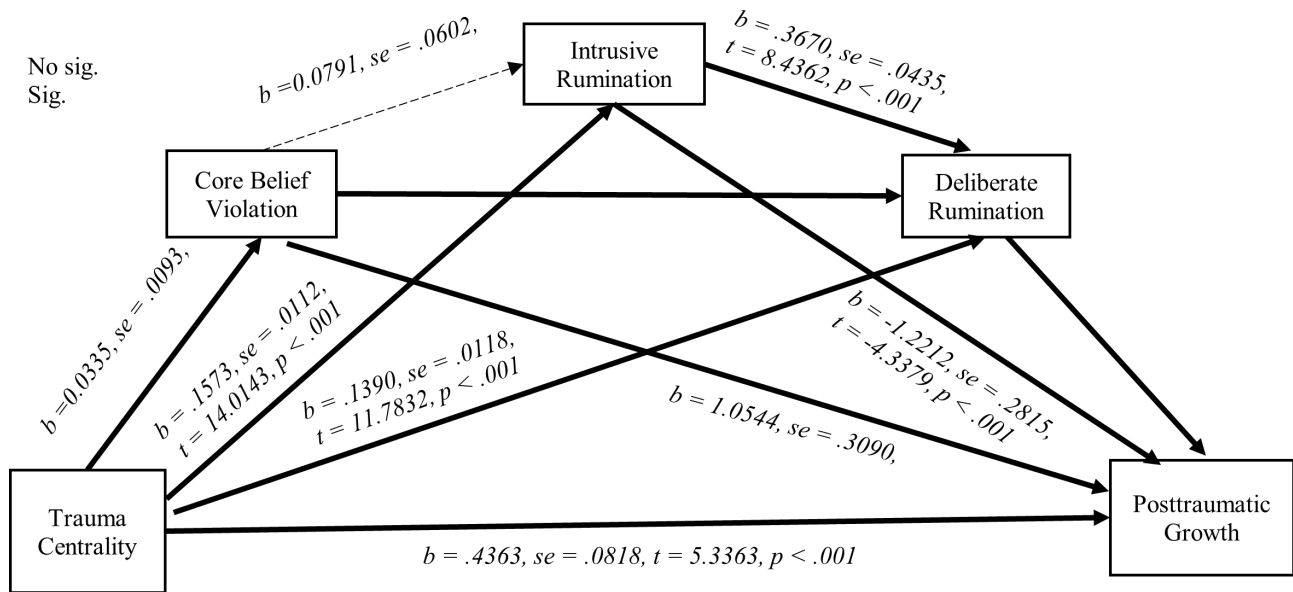 No sig.
Sig.
b =0.0791, se = .0602,
Intrusive
Rumination
b = .3670, se = .0435,
t = 8.4362, p < .001
Core Belief
Violation
Deliberate
Rumination
b =0.0335, se = .0093,
b = .1573, se = .0112,
t = 14.0143, p < .001
b = .1390, se = .0118,
t = 11.7832, p < .001
b = 1.0544, se = .3090,
b = -1.2212, se = .2815,
t = -4.3379, p < .001
Trauma
Centrality
Posttraumatic
Growth
b = .4363, se = .0818, t = 5.3363, p < .001